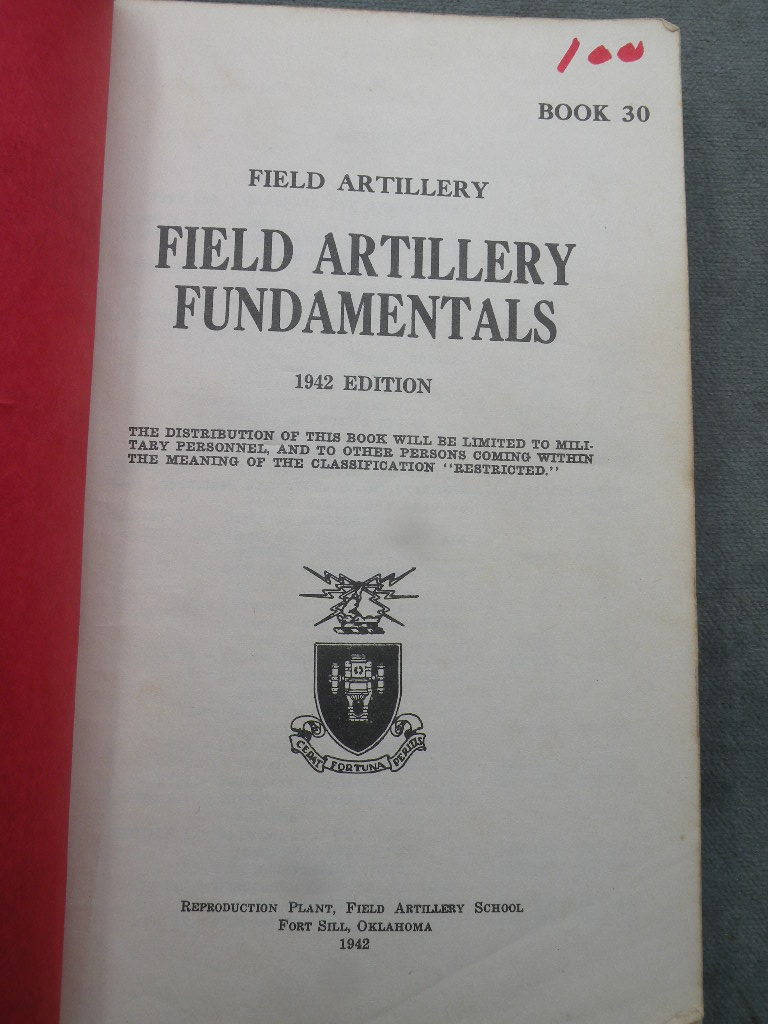 100
BOOK 30
FIELD ARTILLERY
FIELD ARTILLERY
FUNDAMENTALS
1942 EDITION
THE DISTRIBUTION OF THIS BOOK WILL BE LIMITED TO MILI-
TARY PERSONNEL, AND TO OTHER PERSONS COMING WITHIN
THE MEANING OF THE CLASSIFICATION "RESTRICTED."
CEDAT FORTUNA PERITIS
REPRODUCTION PLANT, FIELD ARTILLERY SCHOOL
FORT SILL, OKLAHOMA
1942